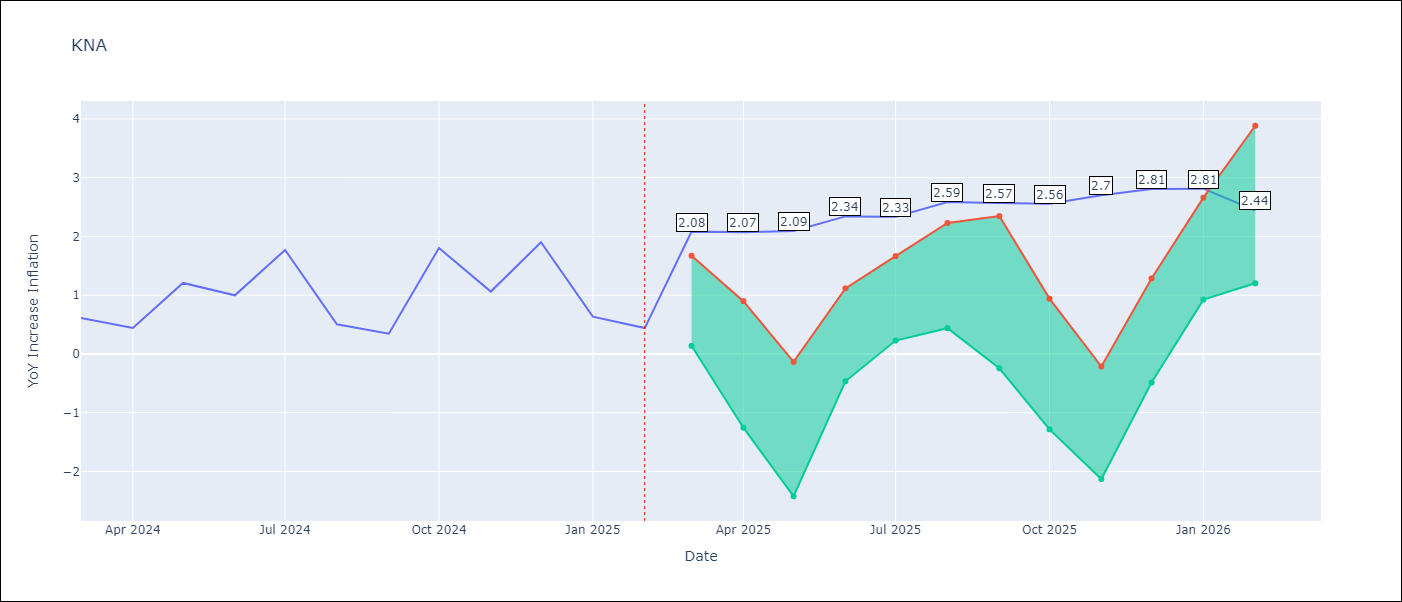 KNA
YoY Increase Inflation
4
3
2
1
0
−1
−2
2.08
2.07
2.09
2.34
2.33
2.59
2.57
2.56
2.7
2.81
2.81
2.44
Apr 2024
Jul 2024
Oct 2024
Jan 2025
Apr 2025
Jul 2025
Oct 2025
Jan 2026
Date